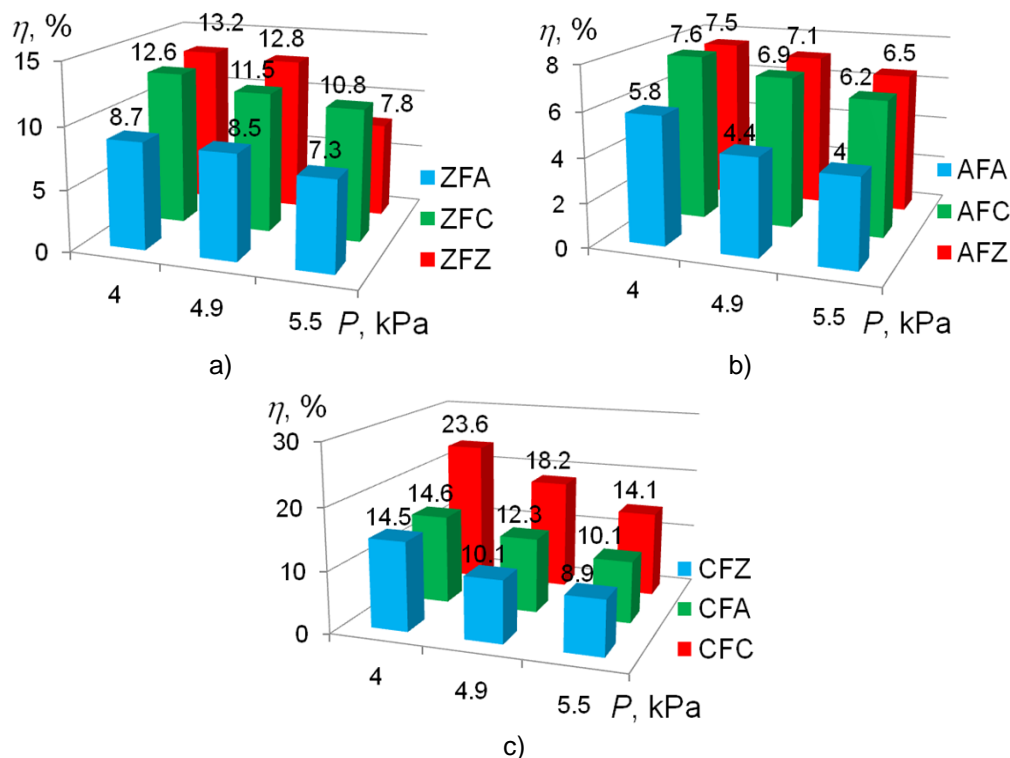 η, %
15
10
5
0
8.7
12.6
13.2
8.5
11.5
12.8
7.3
10.8
7.8
4
4.9
5.5
P, kPa
ZFA
ZFC
ZFZ
a)
η, %
8
6
4
2
0
5.8
7.6
7.5
4.4
6.9
7.1
4
6.2
6.5
4
4.9
5.5
P, kPa
AFA
AFC
AFZ
b)
η, %
30
20
10
0
14.5
14.6
23.6
10.1
12.3
18.2
8.9
10.1
14.1
4
4.9
5.5
P, kPa
CFZ
CFA
CFC
c)